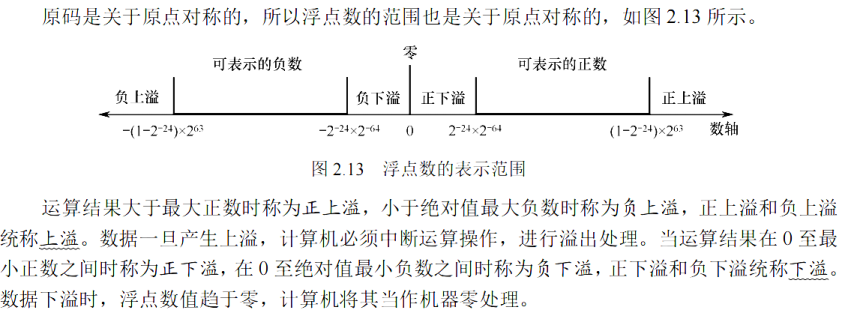 原码是关于原点对称的，所以浮点数的范围也是关于原点对称的，如图 2.13 所示。
零
可表示的负数 可表示的正数
负上溢 负下溢 正下溢 正上溢
−(1−2⁻²⁴)×2⁶³ −2⁻²⁴×2⁻⁶⁴ 0 2⁻²⁴×2⁻⁶⁴ (1−2⁻²⁴)×2⁶³ 数轴
图 2.13 浮点数的表示范围
运算结果大于最大正数时称为正上溢，小于绝对值最大负数时称为负上溢，正上溢和负上溢
统称上溢。数据一旦产生上溢，计算机必须中断运算操作，进行溢出处理。当运算结果在 0 至最
小正数之间时称为正下溢，在 0 至绝对值最小负数之间时称为负下溢，正下溢和负下溢统称下溢。
数据下溢时，浮点数值趋于零，计算机将其当作机器零处理。